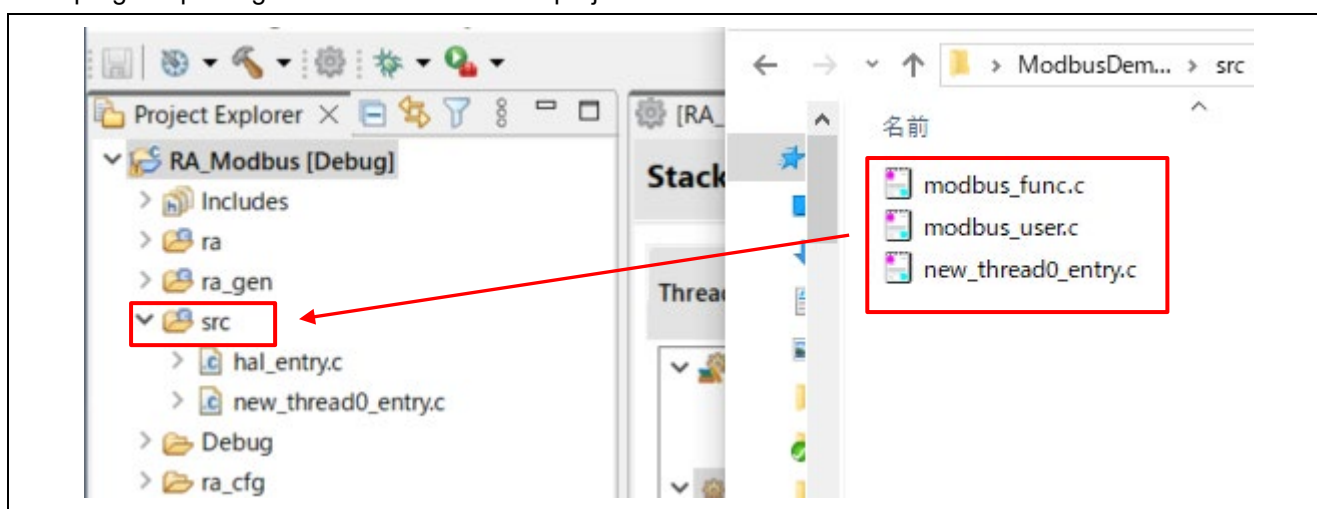 Project Explorer
RA_Modbus [Debug]
Includes
ra
ra_gen
src
hal_entry.c
new_thread0_entry.c
Debug
ra_cfg
[RA_
Stack
Threa
ModbusDem... > src
名前
modbus_func.c
modbus_user.c
new_thread0_entry.c